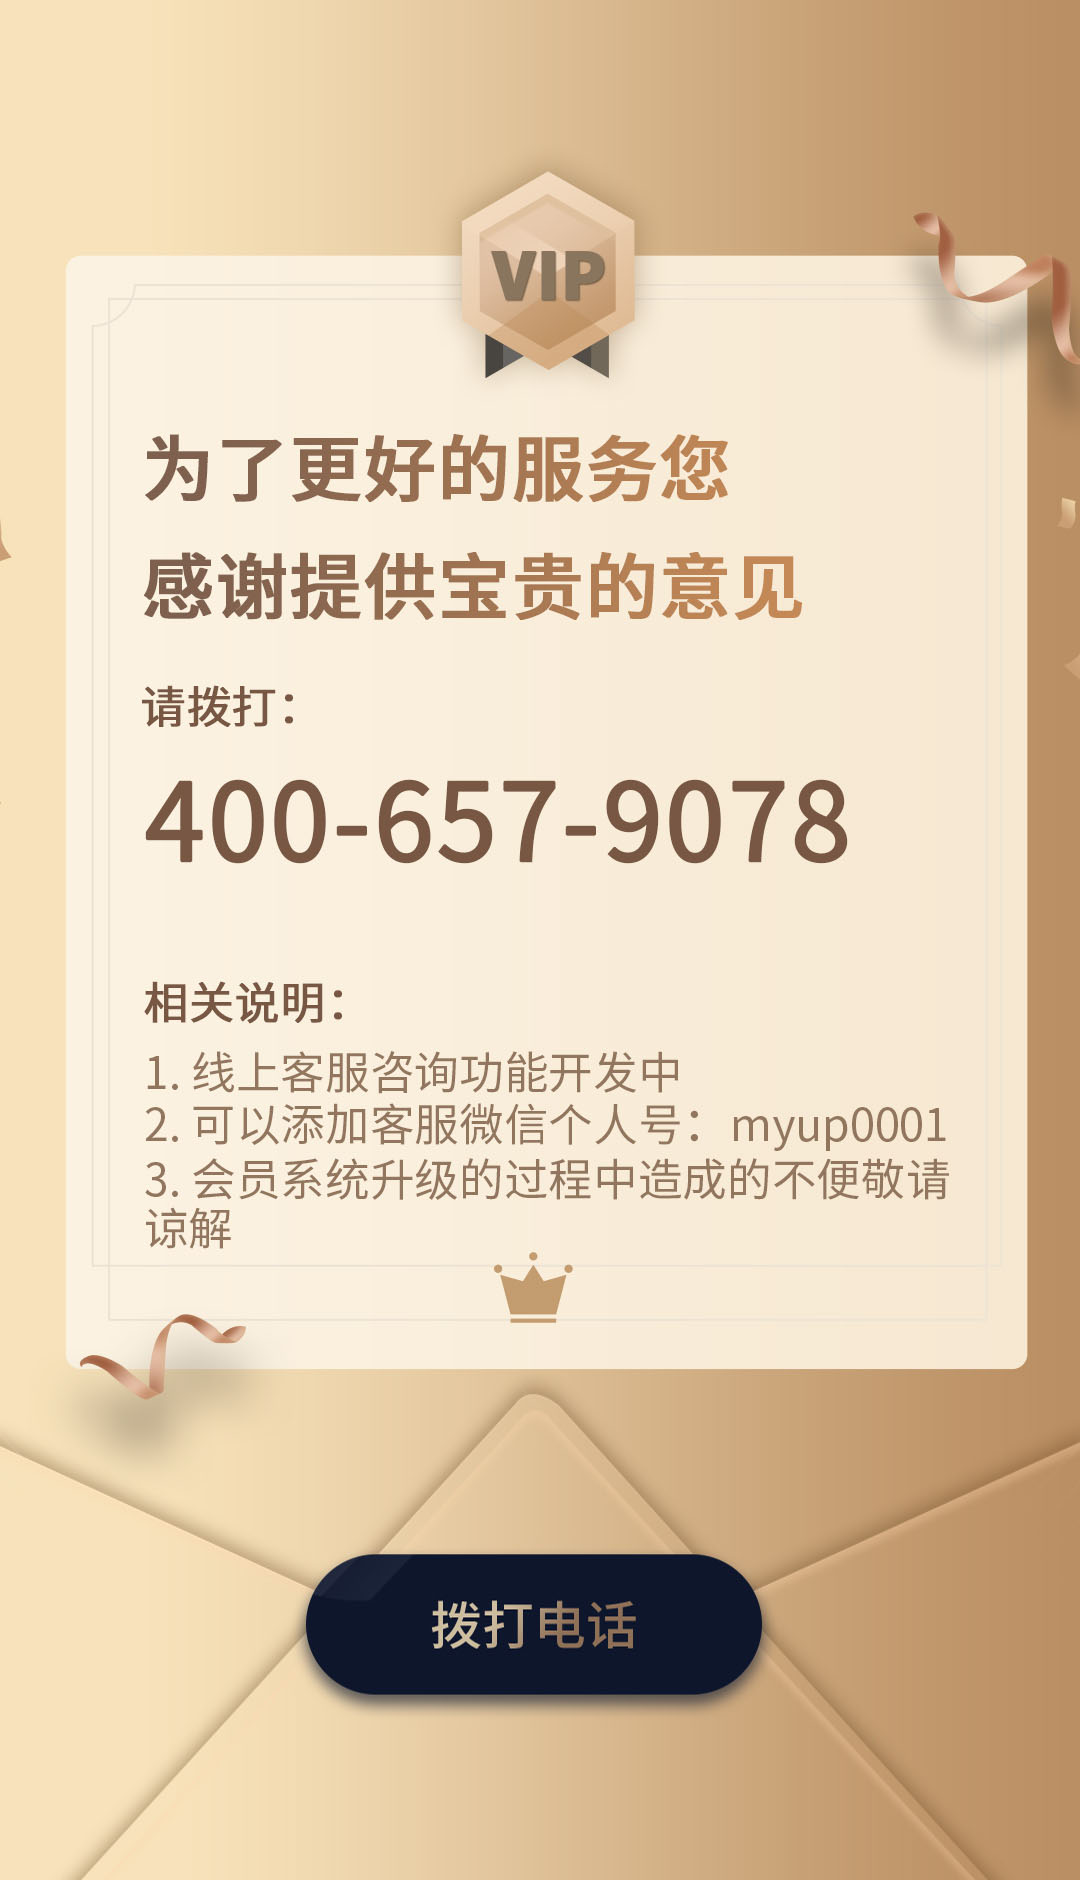 VIP
为了更好的服务您
感谢提供宝贵的意见
请拨打：
400-657-9078
相关说明：
1. 线上客服咨询功能开发中
2. 可以添加客服微信个人号：myup0001
3. 会员系统升级的过程中造成的不便敬请
谅解
拨打电话